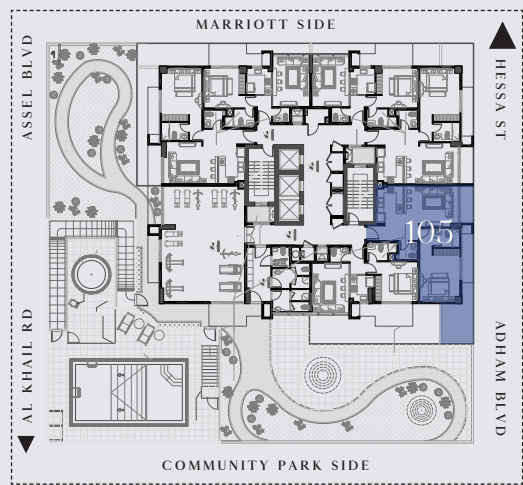 MARRIOTT SIDE
ASSEL BLVD
HESSA ST
105
AL KHAIL RD
ADHAM BLVD
COMMUNITY PARK SIDE